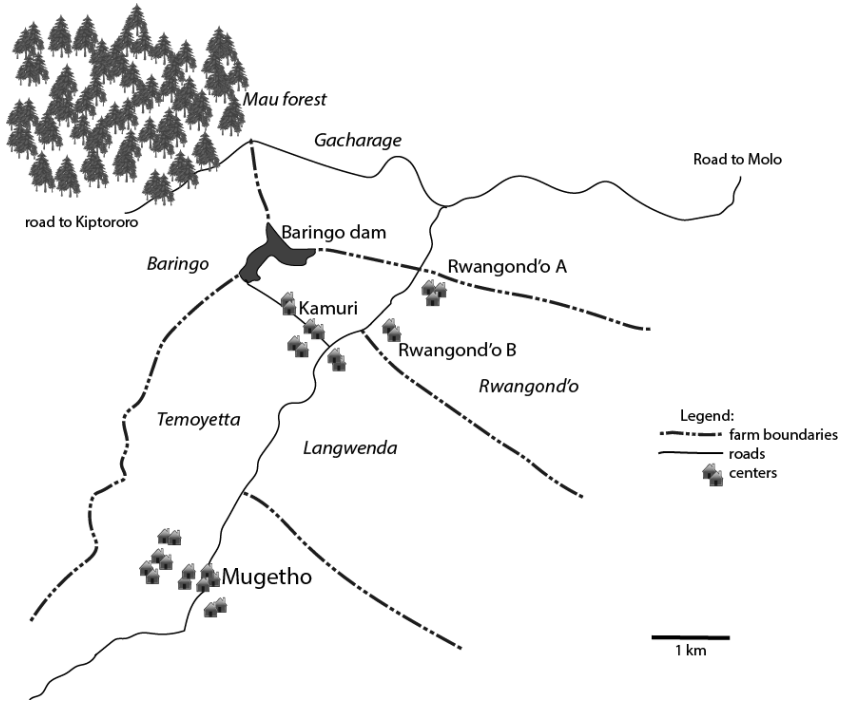 Mau forest
Gacharage
Road to Molo
road to Kiptororo
Baringo dam
Baringo
Rwangond'o A
Kamuri
Rwangond'o B
Rwangond'o
Temoyetta
Langwenda
Legend:
farm boundaries
roads
centers
Mugetho
1 km